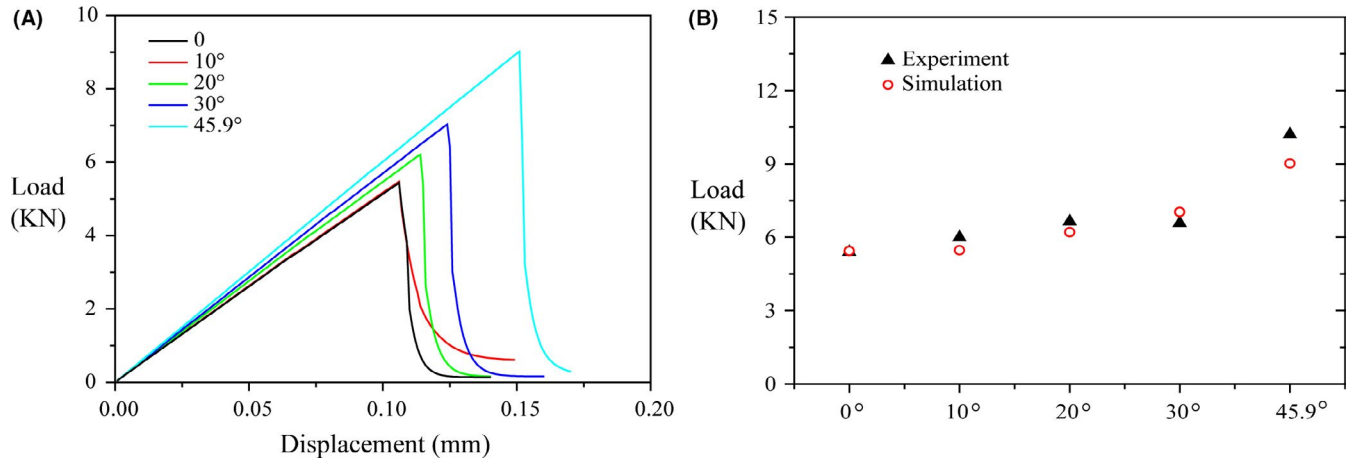 (A)
10
8
6
4
2
0
Load
(KN)
0
10°
20°
30°
45.9°
0.00 0.05 0.10 0.15 0.20
Displacement (mm)
(B)
15
12
9
6
3
0
Load
(KN)
Experiment
Simulation
0° 10° 20° 30° 45.9°